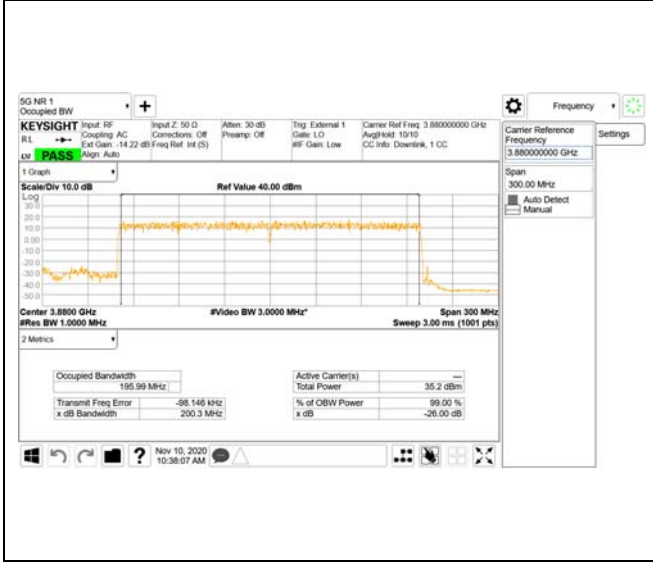 5G NR 1
Occupied BW
Frequency
KEYSIGHT
Input: RF
Input Z: 50 Ω
Atten: 30 dB
Trig: External 1
Carrier Ref Freq: 3.880000000 GHz
R L
Coupling: AC
Corrections: Off
Preamp: Off
Gate: LO
Avg|Hold: 10/10
Ext Gain: -14.22 dB
Freq Ref: Int (S)
#IF Gain: Low
CC Info: Downlink, 1 CC
PASS
Align: Auto
Carrier Reference
Frequency
3.880000000 GHz
Settings
Span
300.00 MHz
Auto Detect
Manual
1 Graph
Scale/Div 10.0 dB
Ref Value 40.00 dBm
Log
30.0
20.0
10.0
0.00
-10.0
-20.0
-30.0
-40.0
-50.0
Center 3.8800 GHz
#Video BW 3.0000 MHz*
Span 300 MHz
#Res BW 1.0000 MHz
Sweep 3.00 ms (1001 pts)
2 Metrics
Occupied Bandwidth
195.99 MHz
Active Carrier(s)
---
Total Power
35.2 dBm
Transmit Freq Error
-98.146 kHz
% of OBW Power
99.00 %
x dB Bandwidth
200.3 MHz
x dB
-26.00 dB
Nov 10, 2020
10:38:07 AM